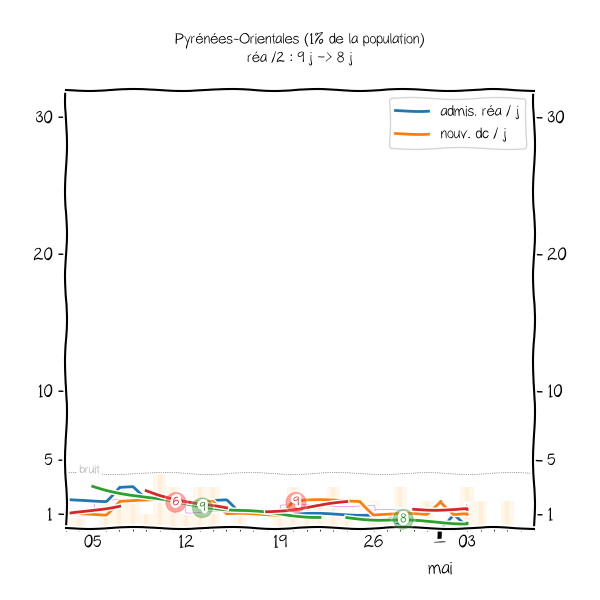 Pyrénées-Orientales (1% de la population)
réa /2 : 9 j -> 8 j
admis. réa / j
nouv. dc / j
30 30
20 20
10 10
5 5
bruit
6 9 9 8
1 1
05 12 19 26 03
mai